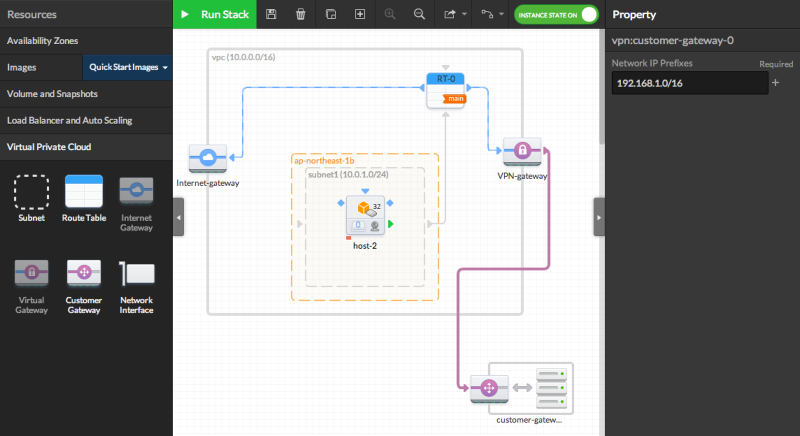 Resources
Availability Zones
Images
Quick Start Images
Volume and Snapshots
Load Balancer and Auto Scaling
Virtual Private Cloud
Subnet
Route Table
Internet
Gateway
Virtual
Gateway
Customer
Gateway
Network
Interface
Run Stack
INSTANCE STATE ON
vpc (10.0.0.0/16)
RT-0
main
Internet-gateway
VPN-gateway
ap-northeast-1b
subnet1 (10.0.1.0/24)
32
host-2
customer-gatew...
Property
vpn:customer-gateway-0
Network IP Prefixes
Required
192.168.1.0/16
+